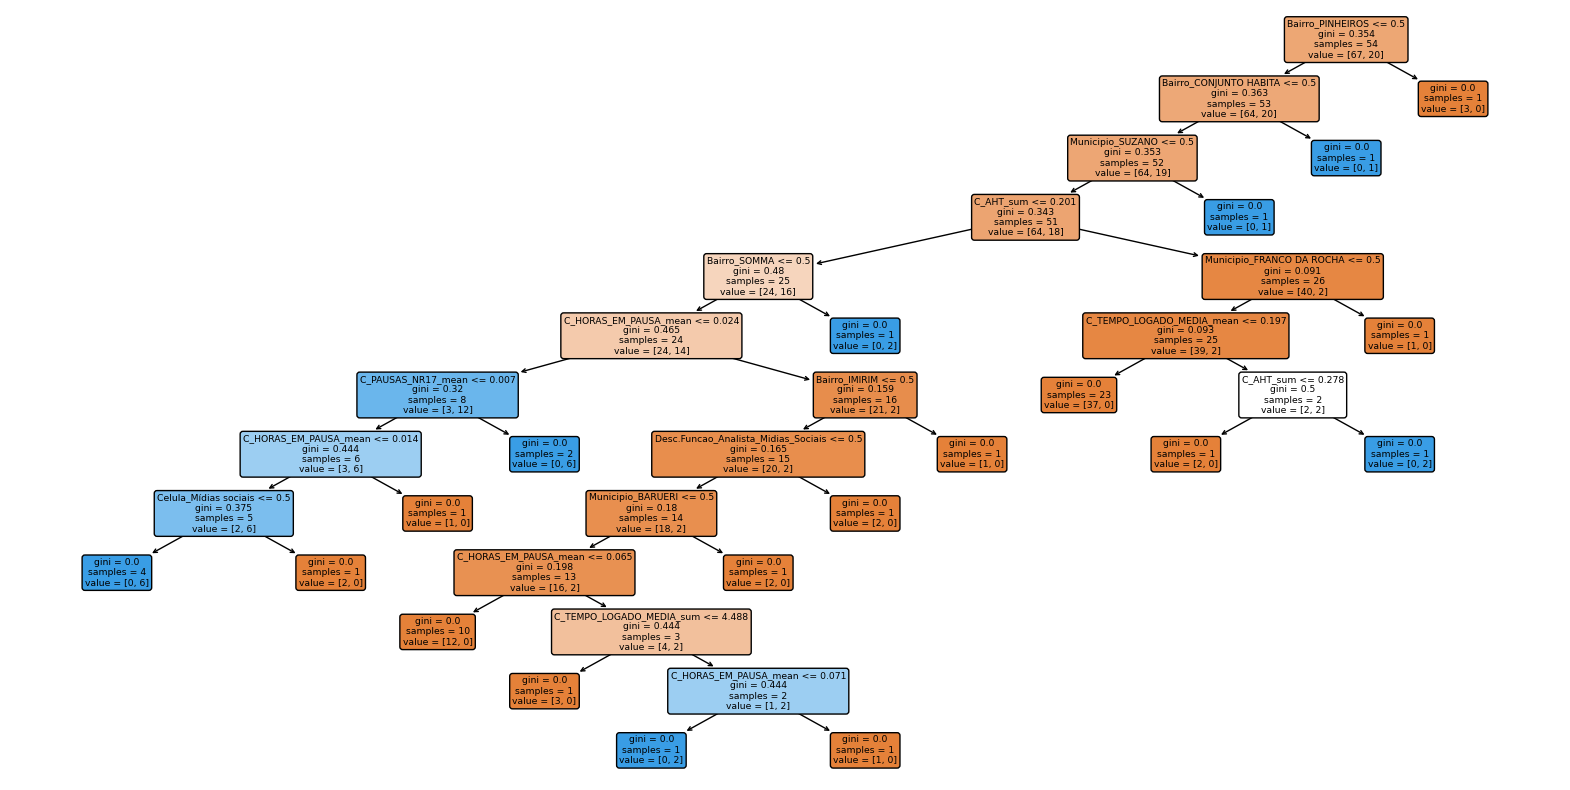 Bairro_PINHEIROS <= 0.5
gini = 0.354
samples = 54
value = [67, 20]
Bairro_CONJUNTO HABITA <= 0.5
gini = 0.363
samples = 53
value = [64, 20]
gini = 0.0
samples = 1
value = [3, 0]
Municipio_SUZANO <= 0.5
gini = 0.353
samples = 52
value = [64, 19]
gini = 0.0
samples = 1
value = [0, 1]
C_AHT_sum <= 0.201
gini = 0.343
samples = 51
value = [64, 18]
gini = 0.0
samples = 1
value = [0, 1]
Bairro_SOMMA <= 0.5
gini = 0.48
samples = 25
value = [24, 16]
Municipio_FRANCO DA ROCHA <= 0.5
gini = 0.091
samples = 26
value = [40, 2]
C_HORAS_EM_PAUSA_mean <= 0.024
gini = 0.465
samples = 24
value = [24, 14]
gini = 0.0
samples = 1
value = [0, 2]
C_TEMPO_LOGADO_MEDIA_mean <= 0.197
gini = 0.093
samples = 25
value = [39, 2]
gini = 0.0
samples = 1
value = [1, 0]
C_PAUSAS_NR17_mean <= 0.007
gini = 0.32
samples = 8
value = [3, 12]
Bairro_IMIRIM <= 0.5
gini = 0.159
samples = 16
value = [21, 2]
gini = 0.0
samples = 23
value = [37, 0]
C_AHT_sum <= 0.278
gini = 0.5
samples = 2
value = [2, 2]
C_HORAS_EM_PAUSA_mean <= 0.014
gini = 0.444
samples = 6
value = [3, 6]
gini = 0.0
samples = 2
value = [0, 6]
Desc.Funcao_Analista_Midias_Sociais <= 0.5
gini = 0.165
samples = 15
value = [20, 2]
gini = 0.0
samples = 1
value = [1, 0]
gini = 0.0
samples = 1
value = [2, 0]
gini = 0.0
samples = 1
value = [0, 2]
Celula_Mídias sociais <= 0.5
gini = 0.375
samples = 5
value = [2, 6]
gini = 0.0
samples = 1
value = [1, 0]
Municipio_BARUERI <= 0.5
gini = 0.18
samples = 14
value = [18, 2]
gini = 0.0
samples = 1
value = [2, 0]
gini = 0.0
samples = 4
value = [0, 6]
gini = 0.0
samples = 1
value = [2, 0]
C_HORAS_EM_PAUSA_mean <= 0.065
gini = 0.198
samples = 13
value = [16, 2]
gini = 0.0
samples = 1
value = [2, 0]
gini = 0.0
samples = 10
value = [12, 0]
C_TEMPO_LOGADO_MEDIA_sum <= 4.488
gini = 0.444
samples = 3
value = [4, 2]
gini = 0.0
samples = 1
value = [3, 0]
C_HORAS_EM_PAUSA_mean <= 0.071
gini = 0.444
samples = 2
value = [1, 2]
gini = 0.0
samples = 1
value = [0, 2]
gini = 0.0
samples = 1
value = [1, 0]